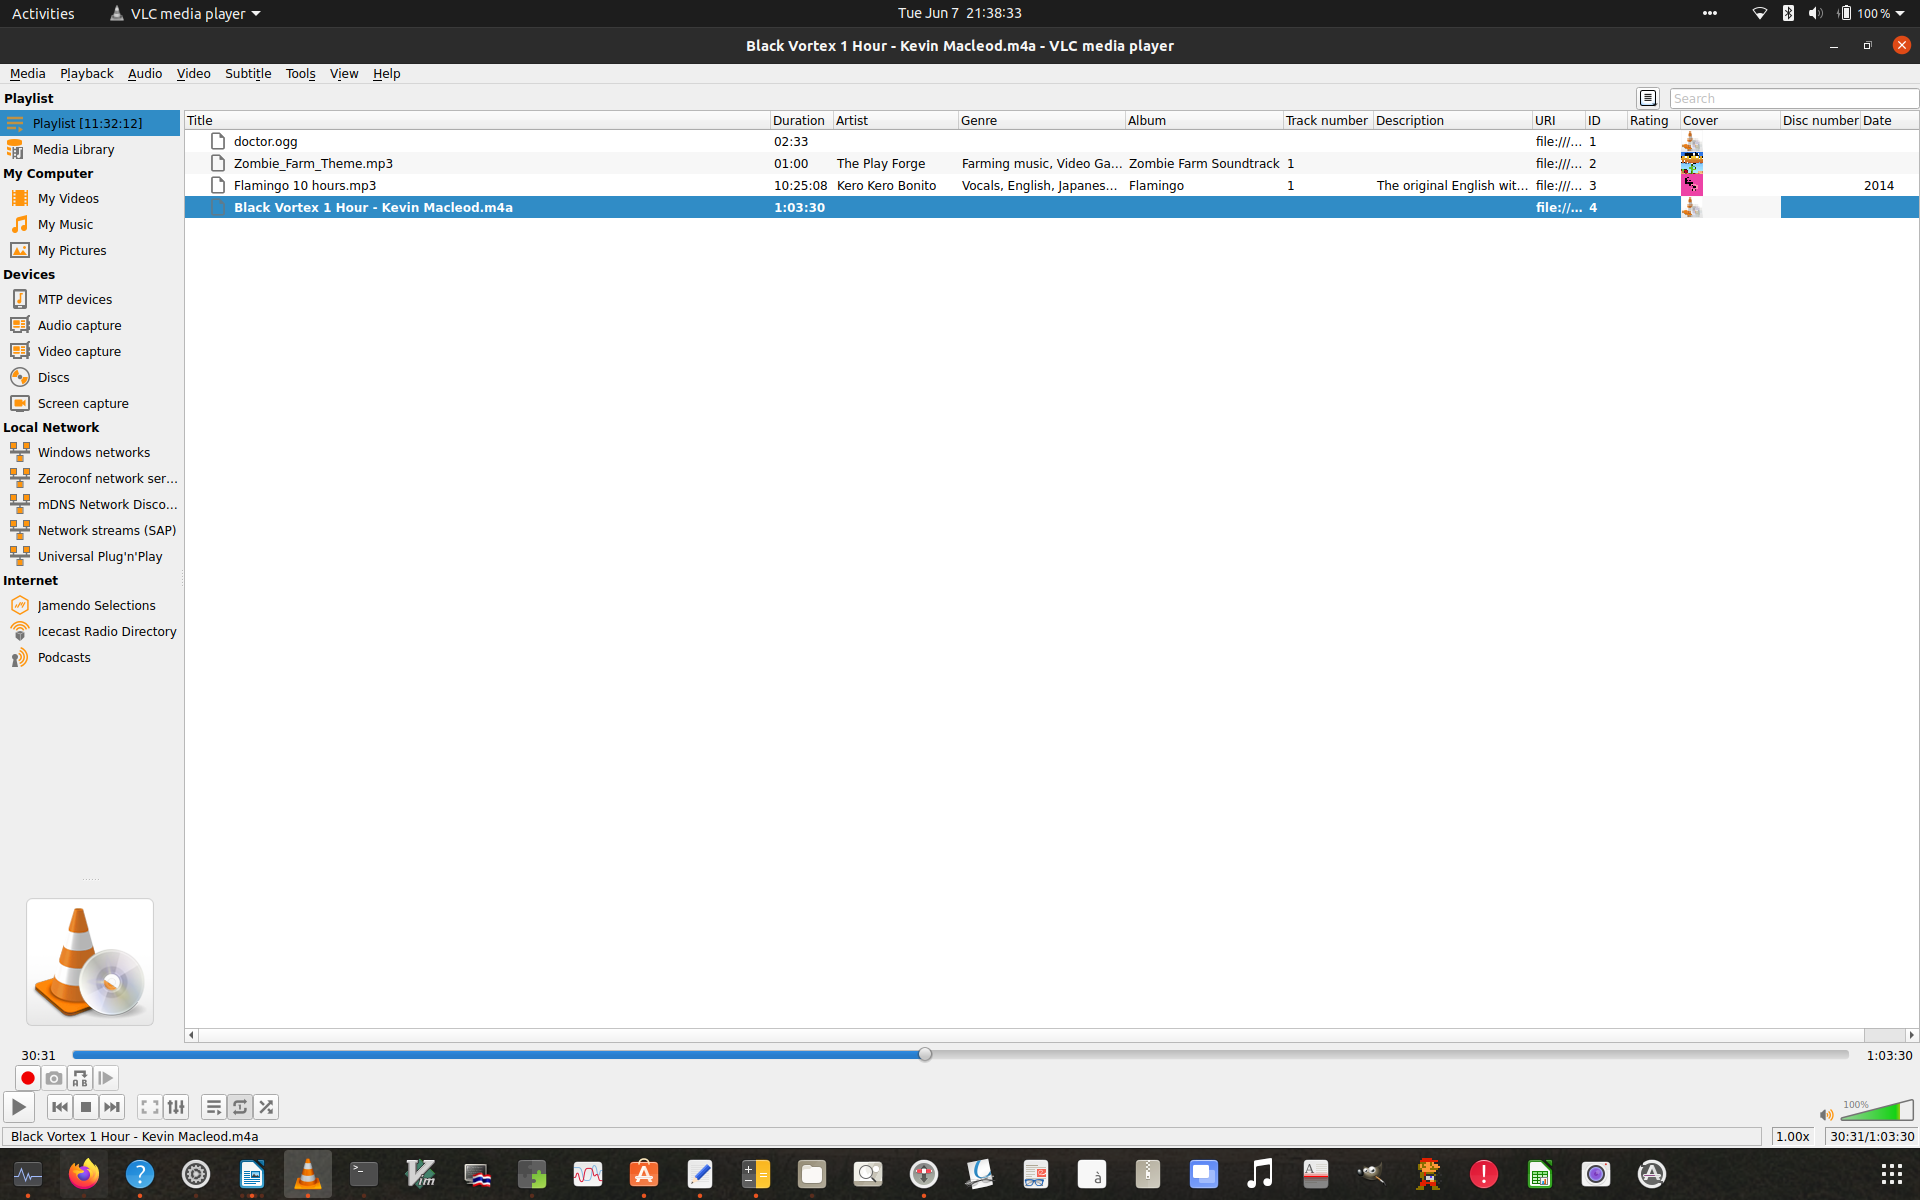 Activities VLC media player Tue Jun 7 21:38:33 100 %
Black Vortex 1 Hour - Kevin Macleod.m4a - VLC media player
Media Playback Audio Video Subtitle Tools View Help
Playlist
Search
Playlist [11:32:12]
Media Library
My Computer
My Videos
My Music
My Pictures
Devices
MTP devices
Audio capture
Video capture
Discs
Screen capture
Local Network
Windows networks
Zeroconf network ser...
mDNS Network Disco...
Network streams (SAP)
Universal Plug'n'Play
Internet
Jamendo Selections
Icecast Radio Directory
Podcasts
Title Duration Artist Genre Album Track number Description URI ID Rating Cover Disc number Date
doctor.ogg 02:33 file:///... 1
Zombie_Farm_Theme.mp3 01:00 The Play Forge Farming music, Video Ga... Zombie Farm Soundtrack 1 file:///... 2
Flamingo 10 hours.mp3 10:25:08 Kero Kero Bonito Vocals, English, Japanes... Flamingo 1 The original English wit... file:///... 3 2014
Black Vortex 1 Hour - Kevin Macleod.m4a 1:03:30 file://... 4
30:31 1:03:30
A B
100%
Black Vortex 1 Hour - Kevin Macleod.m4a 1.00x 30:31/1:03:30